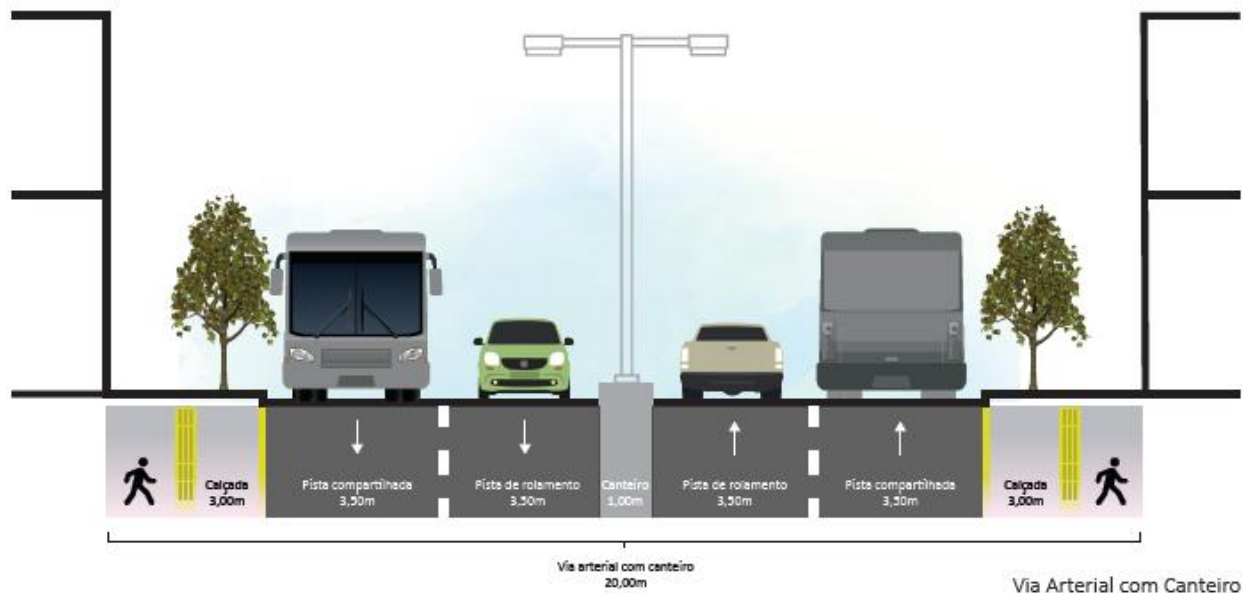 Calçada
3,00m
Pista compartilhada
3,50m
Pista de rolamento
3,50m
Canteiro
1,00m
Pista de rolamento
3,50m
Pista compartilhada
3,50m
Calçada
3,00m
Via arterial com canteiro
20,00m
Via Arterial com Canteiro